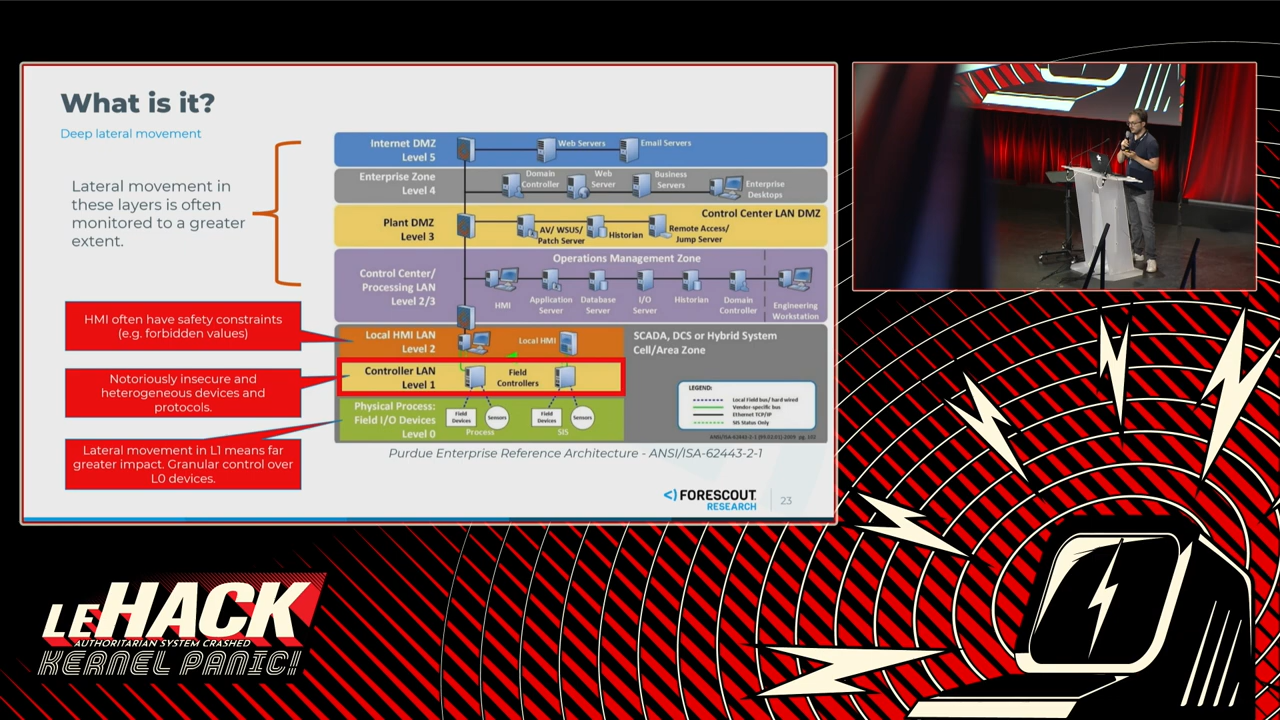 What is it?
Deep lateral movement
Lateral movement in
these layers is often
monitored to a greater
extent.
HMI often have safety constraints
(e.g. forbidden values)
Notoriously insecure and
heterogeneous devices and
protocols.
Lateral movement in L1 means far
greater impact. Granular control over
L0 devices.
Internet DMZ
Level 5
Web Servers
Email Servers
Enterprise Zone
Level 4
Domain
Controller
Web
Server
Business
Servers
Enterprise
Desktops
Plant DMZ
Level 3
Control Center LAN DMZ
AV/ WSUS/
Patch Server
Historian
Remote Access/
Jump Server
Operations Management Zone
Control Center/
Processing LAN
Level 2/3
HMI
Application
Server
Database
Server
I/O
Server
Historian
Domain
Controller
Engineering
Workstation
Local HMI LAN
Level 2
Local HMI
SCADA, DCS or Hybrid System
Cell/Area Zone
Controller LAN
Level 1
Field
Controllers
Physical Process:
Field I/O Devices
Level 0
Field
Devices
Sensors
Process
Field
Devices
Sensors
SIS
LEGEND:
Local Field bus/ hard wired
Vendor-specific bus
Ethernet TCP/IP
SIS Status Only
Purdue Enterprise Reference Architecture - ANSI/ISA-62443-2-1
<) FORESCOUT
RESEARCH
23
LEHACK
AUTHORITARIAN SYSTEM CRASHED
KERNEL PANIC!